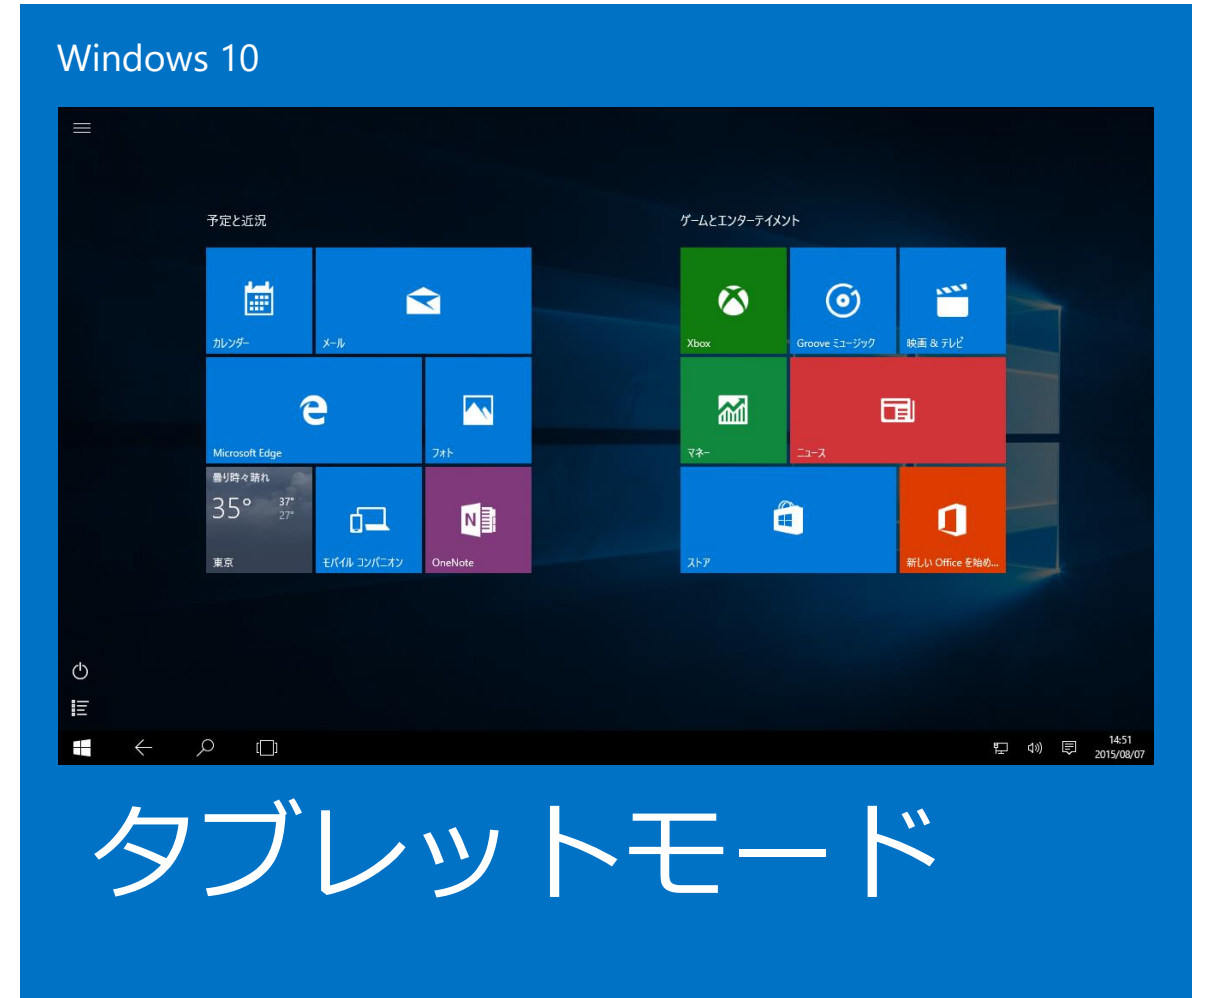 Windows 10
予定と近況
ゲームとエンターテイメント
カレンダー
メール
Xbox
Groove ミュージック
映画 & テレビ
Microsoft Edge
フォト
マネー
ニュース
曇り時々晴れ
35° 37°
27°
東京
モバイル コンパニオン
OneNote
ストア
新しい Office を始め...
14:51
2015/08/07
タブレットモード